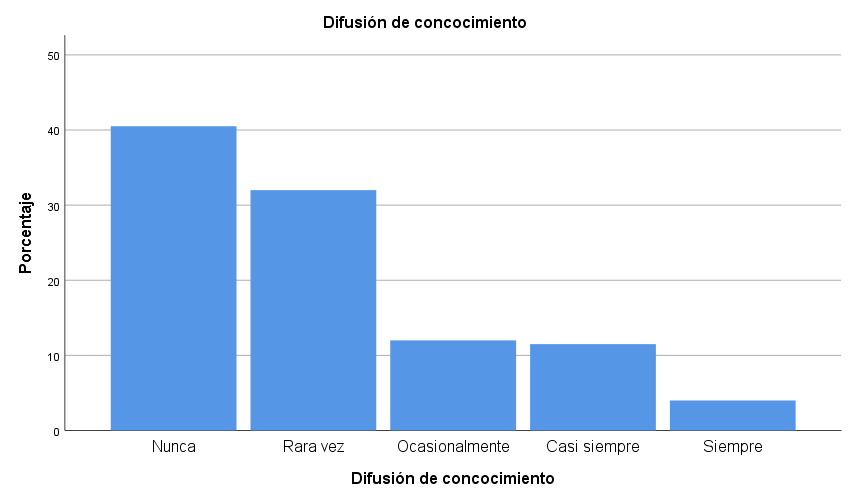 Difusión de concocimiento
50
40
30
20
10
0
Porcentaje
Nunca
Rara vez
Ocasionalmente
Casi siempre
Siempre
Difusión de concocimiento